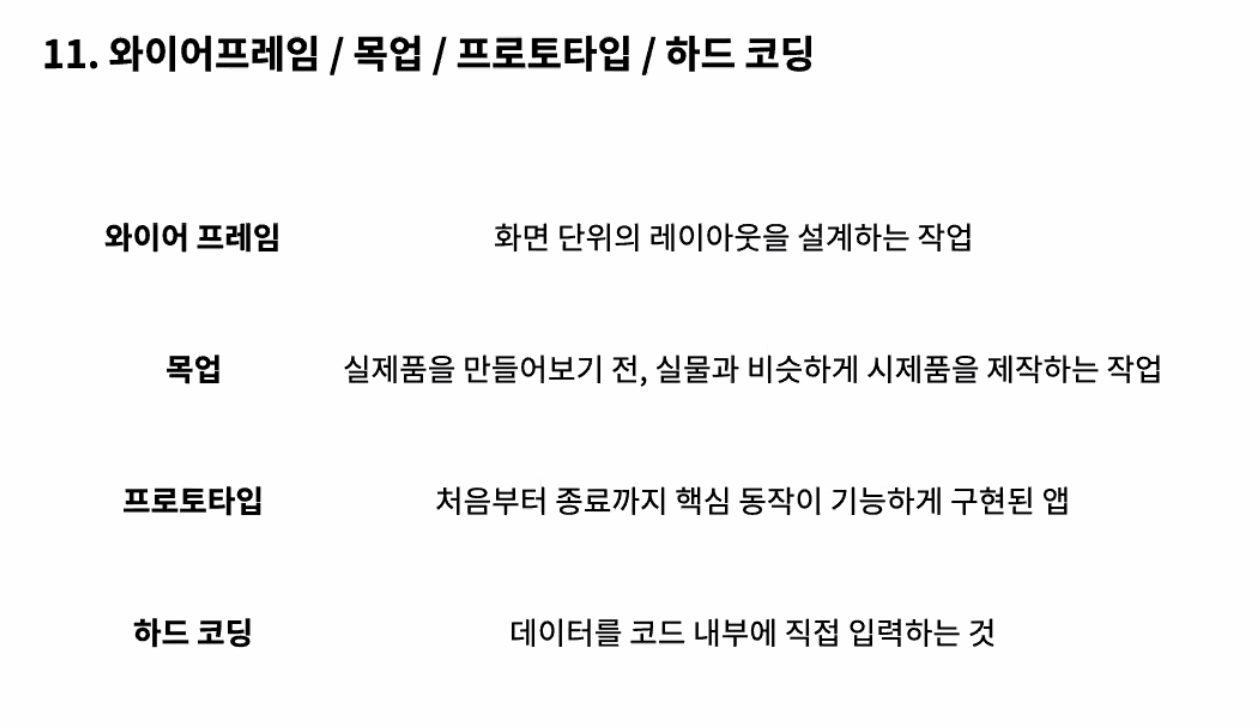 11. 와이어프레임 / 목업 / 프로토타입 / 하드 코딩
와이어 프레임 화면 단위의 레이아웃을 설계하는 작업
목업 실제품을 만들어보기 전, 실물과 비슷하게 시제품을 제작하는 작업
프로토타입 처음부터 종료까지 핵심 동작이 기능하게 구현된 앱
하드 코딩 데이터를 코드 내부에 직접 입력하는 것